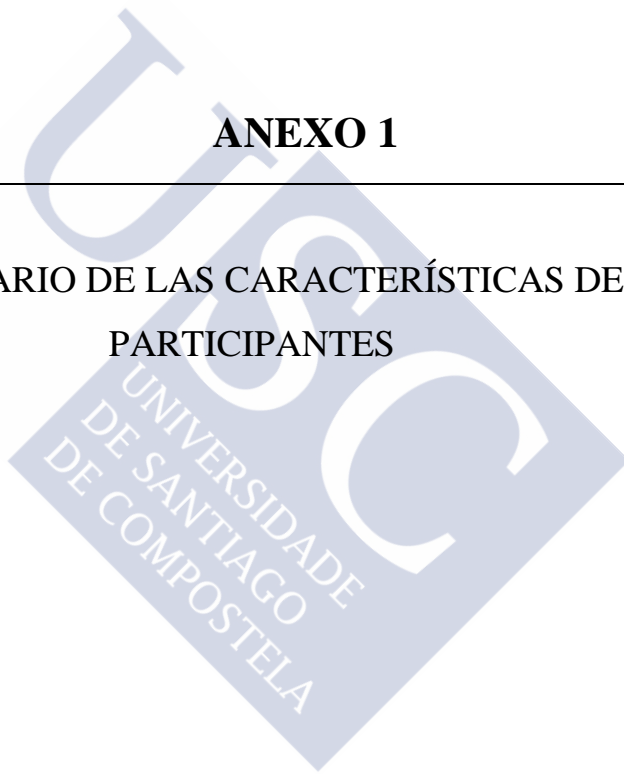 ANEXO 1
ARIO DE LAS CARACTERÍSTICAS DE
PARTICIPANTES
USC
UNIVERSIDADE
DE SANTIAGO
DE COMPOSTELA